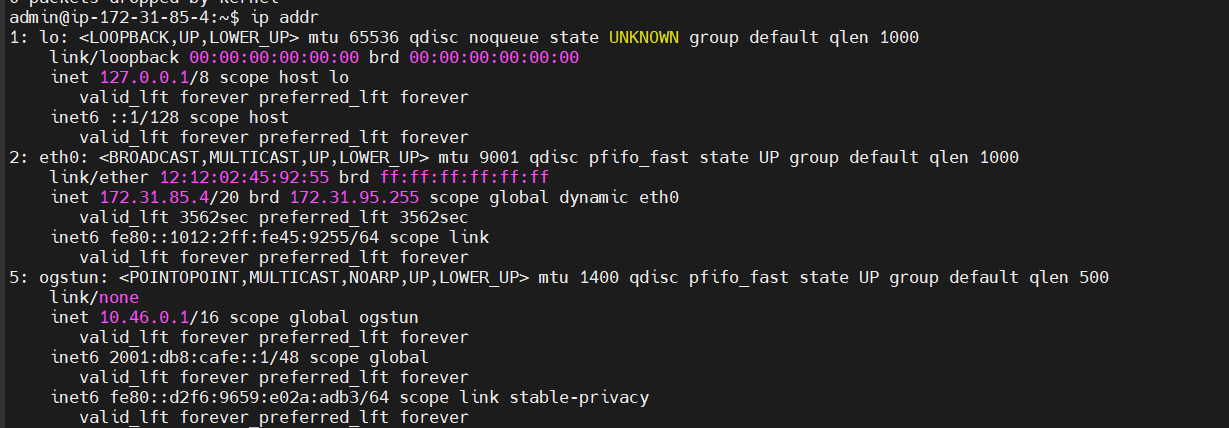 0 packets dropped by kernel
admin@ip-172-31-85-4:~$ ip addr
1: lo: <LOOPBACK,UP,LOWER_UP> mtu 65536 qdisc noqueue state UNKNOWN group default qlen 1000
    link/loopback 00:00:00:00:00:00 brd 00:00:00:00:00:00
    inet 127.0.0.1/8 scope host lo
       valid_lft forever preferred_lft forever
    inet6 ::1/128 scope host
       valid_lft forever preferred_lft forever
2: eth0: <BROADCAST,MULTICAST,UP,LOWER_UP> mtu 9001 qdisc pfifo_fast state UP group default qlen 1000
    link/ether 12:12:02:45:92:55 brd ff:ff:ff:ff:ff:ff
    inet 172.31.85.4/20 brd 172.31.95.255 scope global dynamic eth0
       valid_lft 3562sec preferred_lft 3562sec
    inet6 fe80::1012:2ff:fe45:9255/64 scope link
       valid_lft forever preferred_lft forever
5: ogstun: <POINTOPOINT,MULTICAST,NOARP,UP,LOWER_UP> mtu 1400 qdisc pfifo_fast state UP group default qlen 500
    link/none
    inet 10.46.0.1/16 scope global ogstun
       valid_lft forever preferred_lft forever
    inet6 2001:db8:cafe::1/48 scope global
       valid_lft forever preferred_lft forever
    inet6 fe80::d2f6:9659:e02a:adb3/64 scope link stable-privacy
       valid_lft forever preferred_lft forever